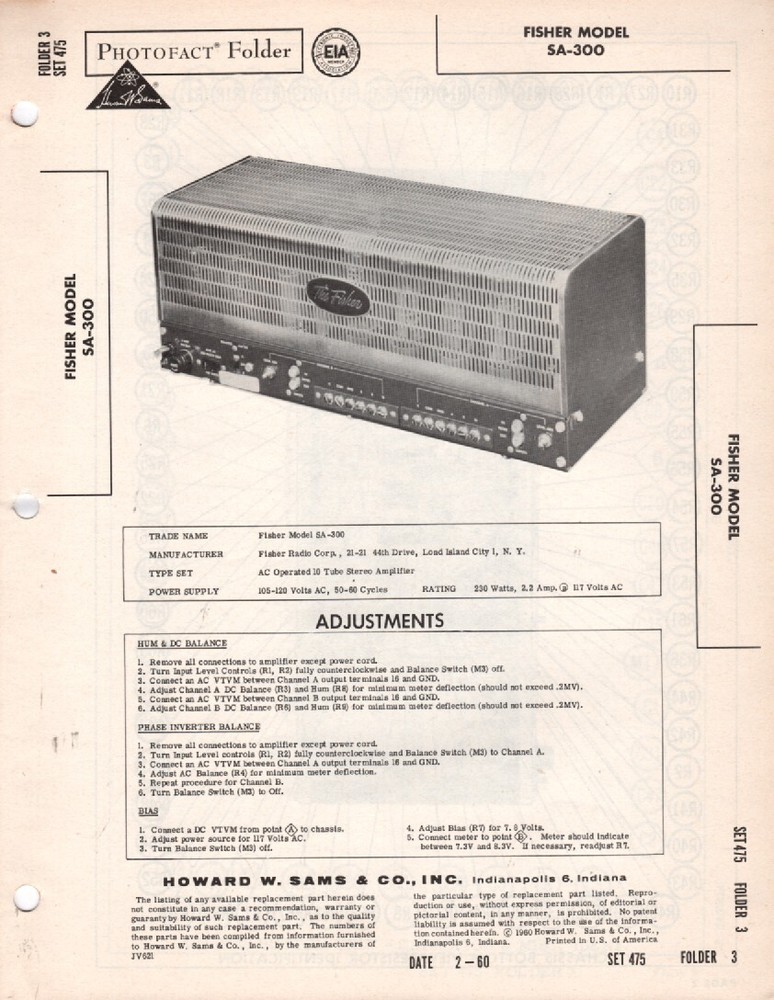 FOLDER 3
SET 475
PHOTOFACT® Folder
EIA
FISHER MODEL
SA-300
Howard W. Sams
FISHER MODEL
SA-300
The Fisher
FISHER MODEL
SA-300
TRADE NAME Fisher Model SA-300
MANUFACTURER Fisher Radio Corp., 21-21 44th Drive, Lond Island City 1, N. Y.
TYPE SET AC Operated 10 Tube Stereo Amplifier
POWER SUPPLY 105-120 Volts AC, 50-60 Cycles RATING 230 Watts, 2.2 Amp. @ 117 Volts AC
ADJUSTMENTS
HUM & DC BALANCE
1. Remove all connections to amplifier except power cord.
2. Turn Input Level Controls (R1, R2) fully counterclockwise and Balance Switch (M3) off.
3. Connect an AC VTVM between Channel A output terminals 16 and GND.
4. Adjust Channel A DC Balance (R3) and Hum (R8) for minimum meter deflection (should not exceed .2MV).
5. Connect an AC VTVM between Channel B output terminals 16 and GND.
6. Adjust Channel B DC Balance (R6) and Hum (R9) for minimum meter deflection (should not exceed .2MV).
PHASE INVERTER BALANCE
1. Remove all connections to amplifier except power cord.
2. Turn Input Level controls (R1, R2) fully counterclockwise and Balance Switch (M3) to Channel A.
3. Connect an AC VTVM between Channel A output terminals 16 and GND.
4. Adjust AC Balance (R4) for minimum meter deflection.
5. Repeat procedure for Channel B.
6. Turn Balance Switch (M3) to Off.
BIAS
1. Connect a DC VTVM from point A to chassis.
2. Adjust power source for 117 Volts AC.
3. Turn Balance Switch (M3) off.
4. Adjust Bias (R7) for 7. Volts.
5. Connect meter to point B. Meter should indicate
between 7.3V and 8.3V. If necessary, readjust R7.
HOWARD W. SAMS & CO., INC. Indianapolis 6, Indiana
The listing of any available replacement part herein does
not constitute in any case a recommendation, warranty or
guaranty by Howard W. Sams & Co., Inc., as to the quality
and suitability of such replacement part. The numbers of
these parts have been compiled from information furnished
to Howard W. Sams & Co., Inc., by the manufacturers of
the particular type of replacement part listed. Repro-
duction or use, without express permission, of editorial or
pictorial content, in any manner, is prohibited. No patent
liability is assumed with respect to the use of the informa-
tion contained herein. © 1960 Howard W. Sams & Co., Inc.,
Indianapolis 6, Indiana. Printed in U.S. of America
JV621
DATE 2-60 SET 475 FOLDER 3
SET 475 FOLDER 3